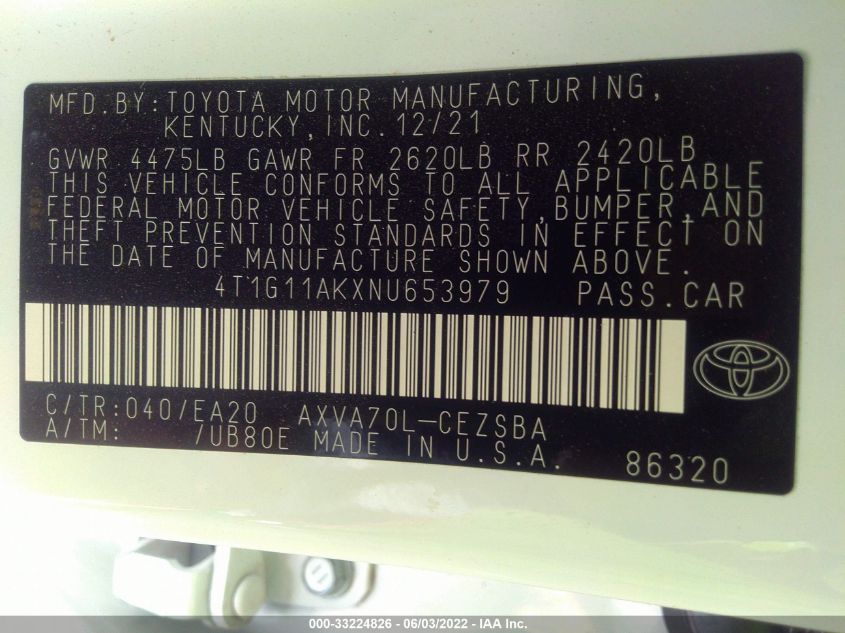 MFD.BY:TOYOTA MOTOR MANUFACTURING,
KENTUCKY,INC.12/21
GVWR 4475LB GAWR FR 2620LB RR 2420LB
THIS VEHICLE CONFORMS TO ALL APPLICABLE
FEDERAL MOTOR VEHICLE SAFETY,BUMPER,AND
THEFT PREVENTION STANDARDS IN EFFECT ON
THE DATE OF MANUFACTURE SHOWN ABOVE.
4T1G11AKXNU653979 PASS.CAR
C/TR:040/EA20 AXVA70L-CEZSBA
A/TM: /UB80E MADE IN U.S.A.
86320
000-33224826 - 06/03/2022 - IAA Inc.